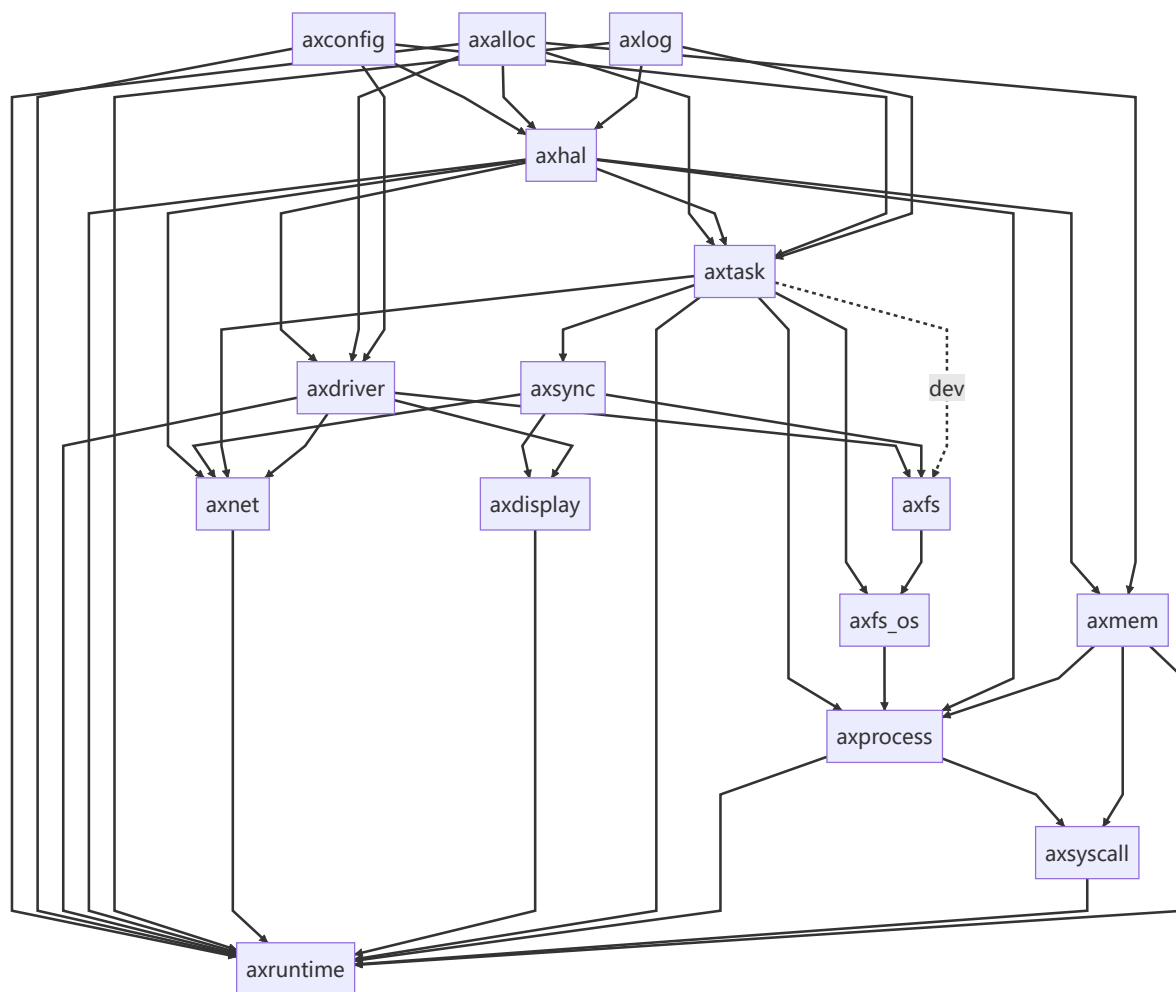 axconfig
axalloc
axlog
axhal
axtask
axdriver
axsync
dev
axnet
axdisplay
axfs
axfs_os
axmem
axprocess
axsyscall
axruntime